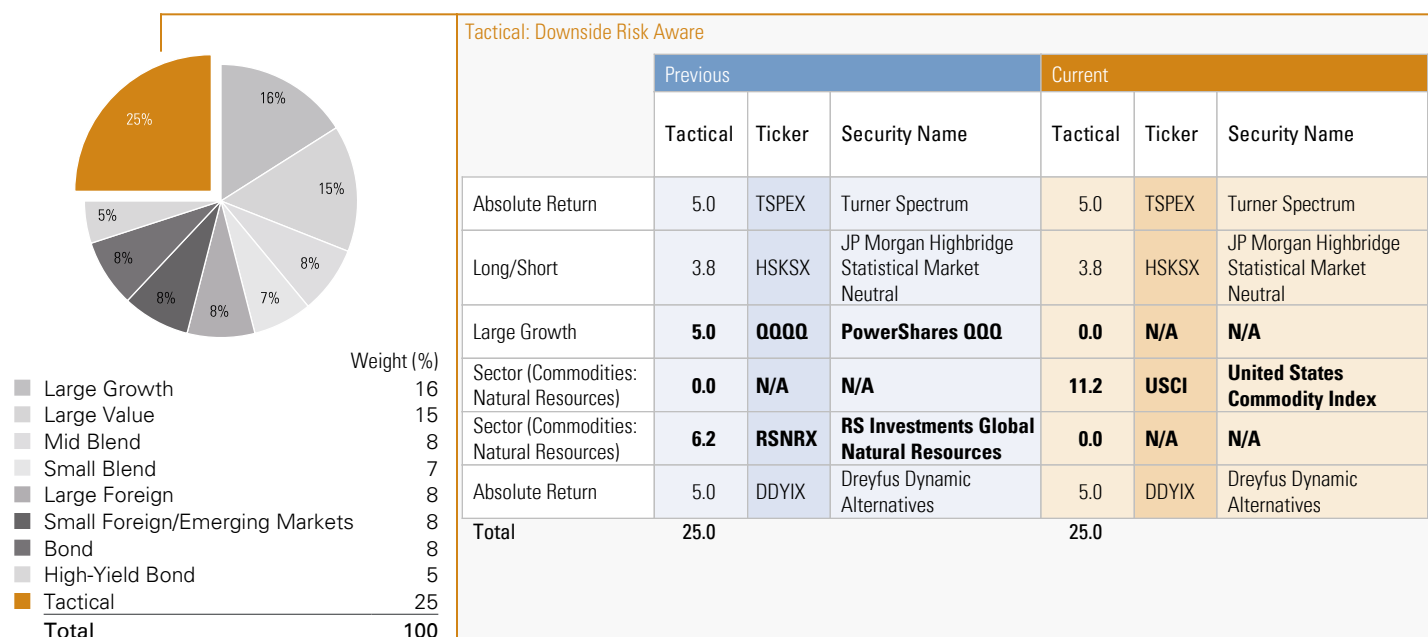 Tactical: Downside Risk Aware
25%
16%
15%
8%
7%
8%
8%
8%
5%
Weight (%)
Large Growth 16
Large Value 15
Mid Blend 8
Small Blend 7
Large Foreign 8
Small Foreign/Emerging Markets 8
Bond 8
High-Yield Bond 5
Tactical 25
Total 100
Previous Current
Tactical Ticker Security Name Tactical Ticker Security Name
Absolute Return 5.0 TSPEX Turner Spectrum 5.0 TSPEX Turner Spectrum
JP Morgan Highbridge JP Morgan Highbridge
Long/Short 3.8 HSKSX Statistical Market 3.8 HSKSX Statistical Market
Neutral Neutral
Large Growth 5.0 QQQQ PowerShares QQQ 0.0 N/A N/A
Sector (Commodities: United States
Natural Resources) 0.0 N/A N/A 11.2 USCI Commodity Index
Sector (Commodities: RS Investments Global
Natural Resources) 6.2 RSNRX Natural Resources 0.0 N/A N/A
Absolute Return 5.0 DDYIX Dreyfus Dynamic 5.0 DDYIX Dreyfus Dynamic
Alternatives Alternatives
Total 25.0 25.0